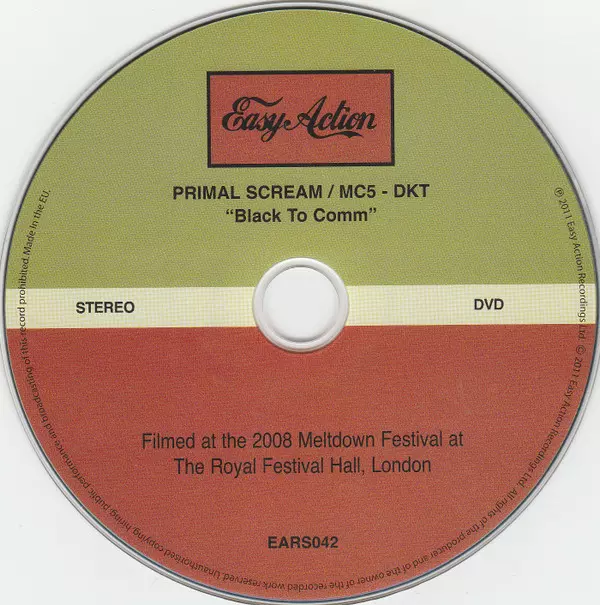 Easy Action
PRIMAL SCREAM / MC5 - DKT
“Black To Comm”
STEREO
DVD
Filmed at the 2008 Meltdown Festival at
The Royal Festival Hall, London
EARS042
℗ 2011 Easy Action Recordings Ltd. © 2011 Easy Action Recordings Ltd. All rights of the producer and of the owner of the recorded work reserved. Unauthorised copying, hiring, public performance and broadcasting of this record prohibited. Made in the EU.